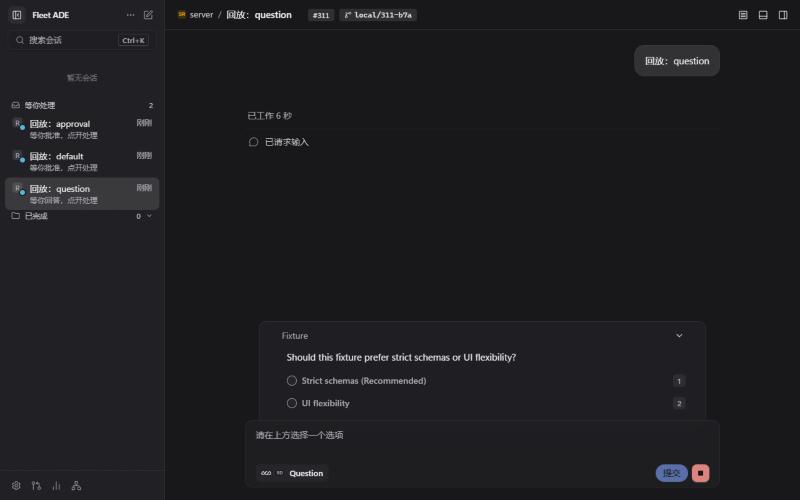 Fleet ADE
搜索会话
Ctrl+K
暂无会话
等你处理 2
回放：approval 刚刚
等你批准，点开处理
回放：default 刚刚
等你批准，点开处理
回放：question 刚刚
等你回答，点开处理
已完成 0
server / 回放：question #311 local/311-b7a
回放：question
已工作 6 秒
已请求输入
Fixture
Should this fixture prefer strict schemas or UI flexibility?
Strict schemas (Recommended) 1
UI flexibility 2
请在上方选择一个选项
Question
提交